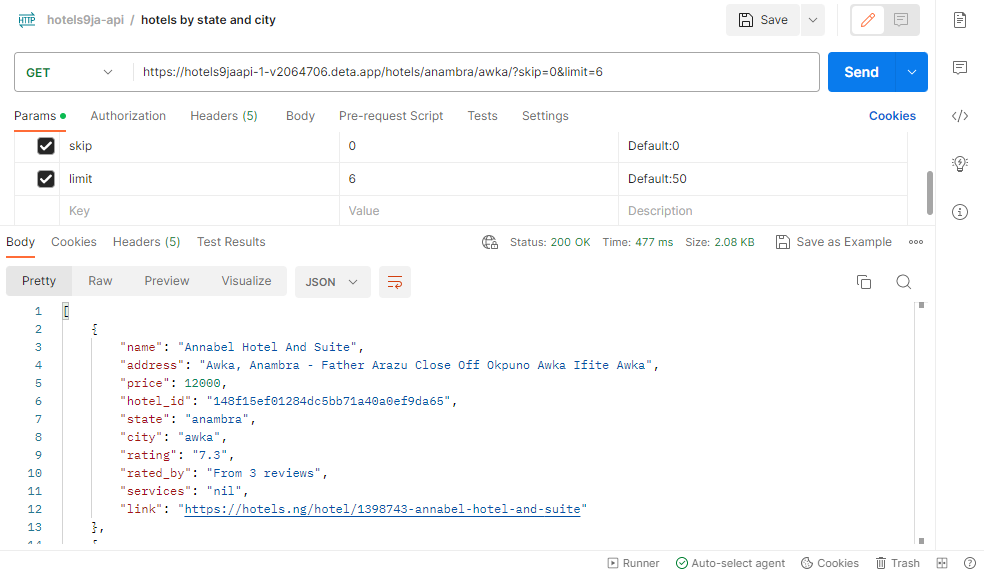 HTTP hotels9ja-api / hotels by state and city Save
GET https://hotels9jaapi-1-v2064706.deta.app/hotels/anambra/awka/?skip=0&limit=6 Send
Params Authorization Headers (5) Body Pre-request Script Tests Settings Cookies
skip 0 Default:0
limit 6 Default:50
Key Value Description
Body Cookies Headers (5) Test Results Status: 200 OK Time: 477 ms Size: 2.08 KB Save as Example
Pretty Raw Preview Visualize JSON
1 [
2 {
3 "name": "Annabel Hotel And Suite",
4 "address": "Awka, Anambra - Father Arazu Close Off Okpuno Awka Ifite Awka",
5 "price": 12000,
6 "hotel_id": "148f15ef01284dc5bb71a40a0ef9da65",
7 "state": "anambra",
8 "city": "awka",
9 "rating": "7.3",
10 "rated_by": "From 3 reviews",
11 "services": "nil",
12 "link": "https://hotels.ng/hotel/1398743-annabel-hotel-and-suite"
13 },
Runner Auto-select agent Cookies Trash